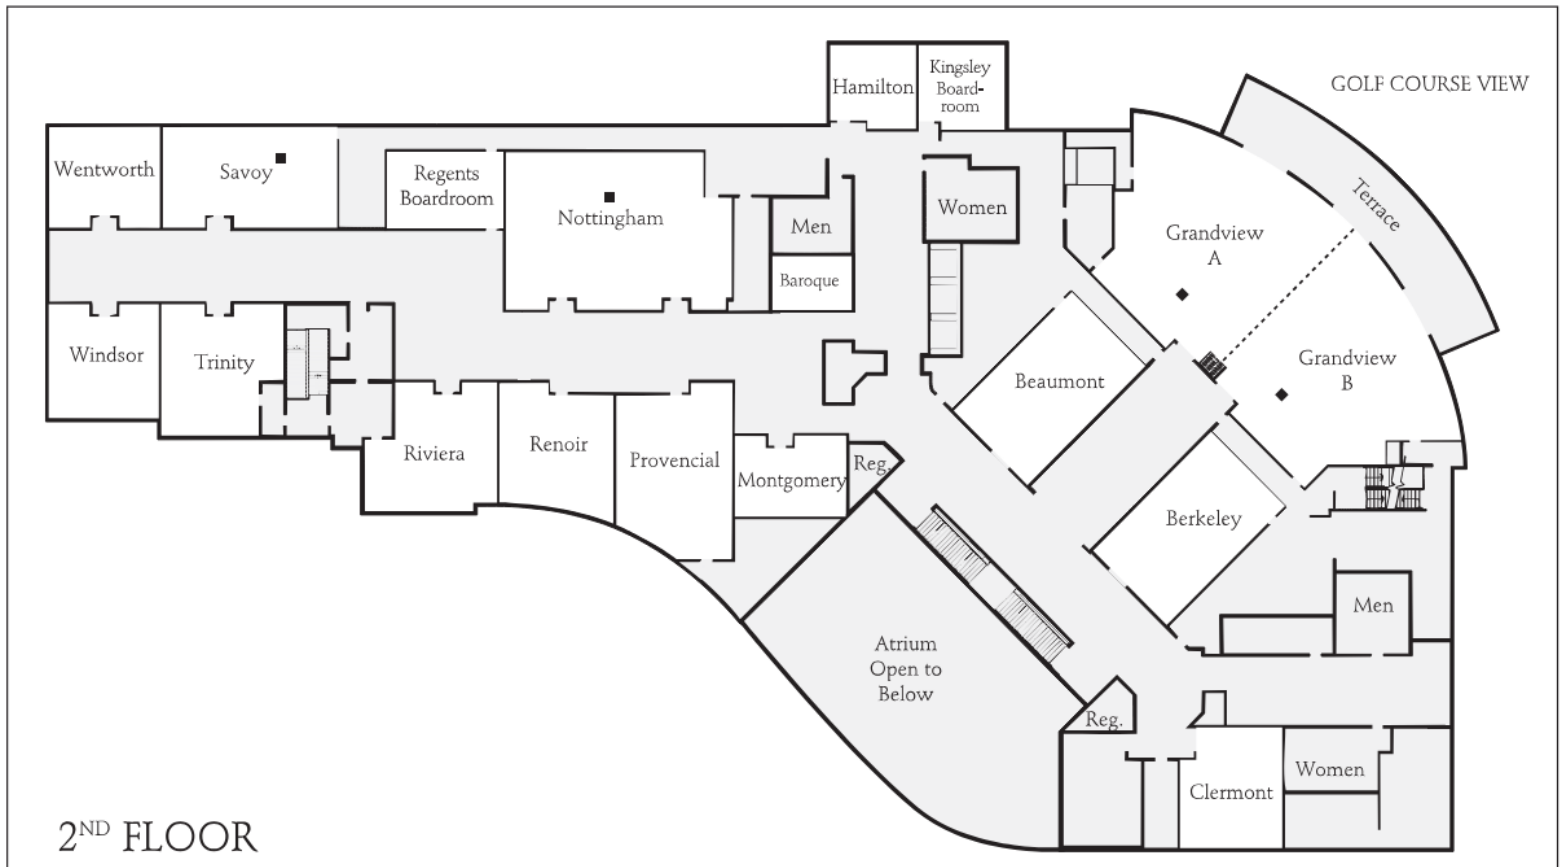 Hamilton
Kingsley
Board-
room
GOLF COURSE VIEW
Wentworth
Savoy
Regents
Boardroom
Nottingham
Men
Women
Baroque
Grandview
A
Terrace
Windsor
Trinity
Beaumont
Grandview
B
Riviera
Renoir
Provencial
Montgomery
Reg.
Berkeley
Men
Atrium
Open to
Below
Reg.
Clermont
Women
2ND FLOOR